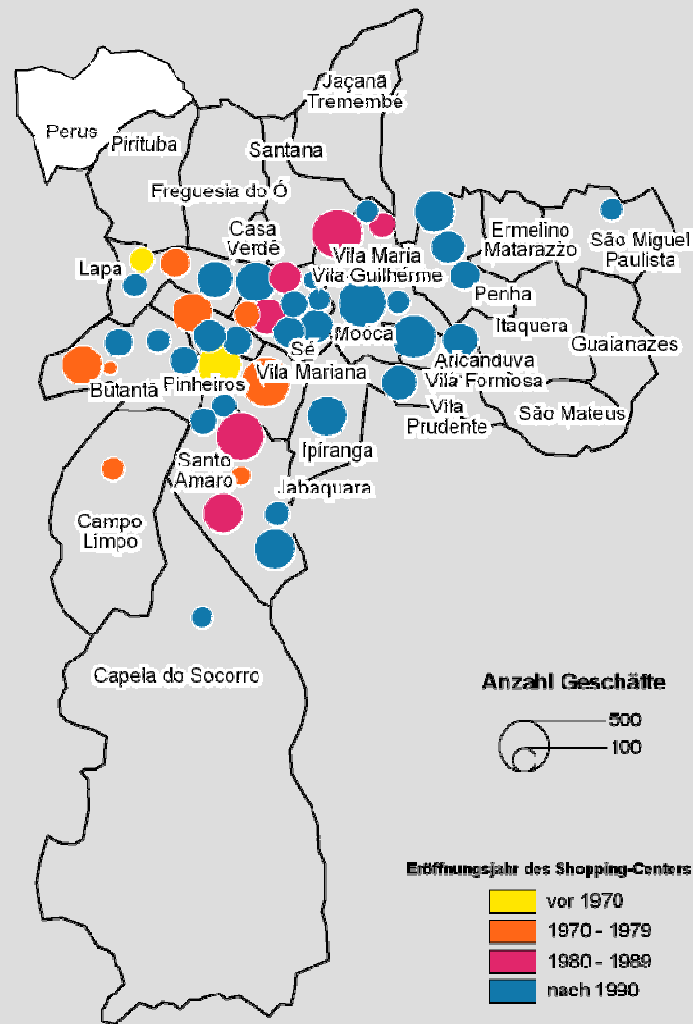 Jaçanã
Tremembé
Perus
Pirituba
Santana
Freguesia do Ó
Casa
Verde
Ermelino
Matarazzo
São Miguel
Paulista
Vila Maria
Vila Guilherme
Lapa
Penha
Itaquera
Mooca
Guaianazes
Sé
Aricanduva
Vila Formosa
Vila Mariana
Butantã
Pinheiros
Vila
Prudente
São Mateus
Ipiranga
Santo
Amaro
Jabaquara
Campo
Limpo
Capela do Socorro
Anzahl Geschäfte
500
100
Eröffnungsjahr des Shopping-Centers
vor 1970
1970 - 1979
1980 - 1989
nach 1990